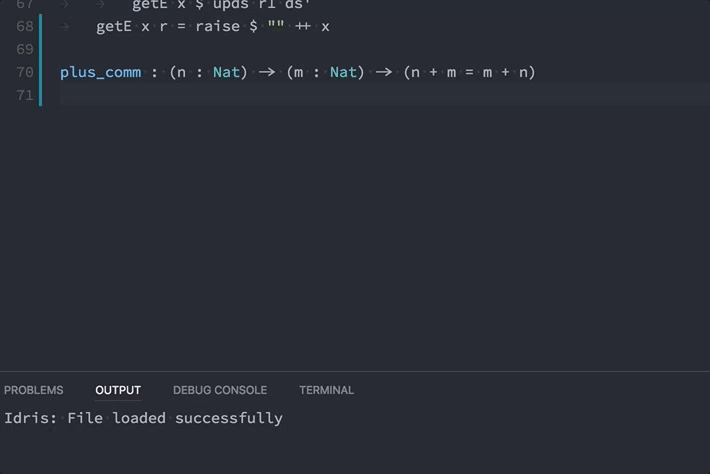 67 → → getE x $ upds rl ds'
68 → getE x r = raise $ "" ++ x
69
70 plus_comm : (n : Nat) -> (m : Nat) -> (n + m = m + n)
71
PROBLEMS OUTPUT DEBUG CONSOLE TERMINAL
Idris: File loaded successfully